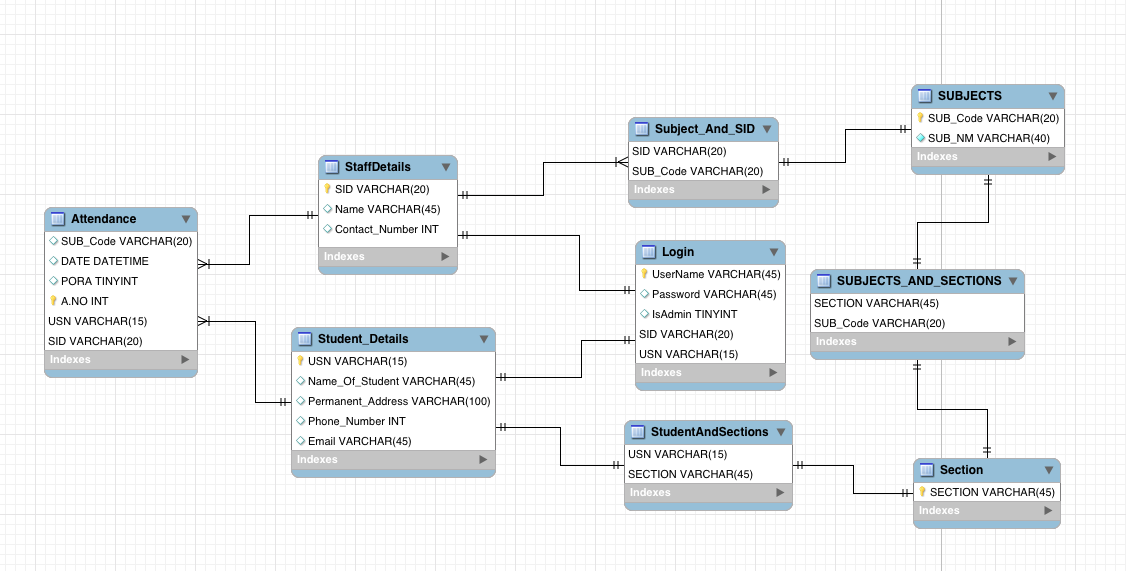 SUBJECTS
SUB_Code VARCHAR(20)
SUB_NM VARCHAR(40)
Indexes
Subject_And_SID
SID VARCHAR(20)
SUB_Code VARCHAR(20)
Indexes
StaffDetails
SID VARCHAR(20)
Name VARCHAR(45)
Contact_Number INT
Indexes
Attendance
SUB_Code VARCHAR(20)
DATE DATETIME
PORA TINYINT
A.NO INT
USN VARCHAR(15)
SID VARCHAR(20)
Indexes
Login
UserName VARCHAR(45)
Password VARCHAR(45)
IsAdmin TINYINT
SID VARCHAR(20)
USN VARCHAR(15)
Indexes
SUBJECTS_AND_SECTIONS
SECTION VARCHAR(45)
SUB_Code VARCHAR(20)
Indexes
Student_Details
USN VARCHAR(15)
Name_Of_Student VARCHAR(45)
Permanent_Address VARCHAR(100)
Phone_Number INT
Email VARCHAR(45)
Indexes
StudentAndSections
USN VARCHAR(15)
SECTION VARCHAR(45)
Indexes
Section
SECTION VARCHAR(45)
Indexes